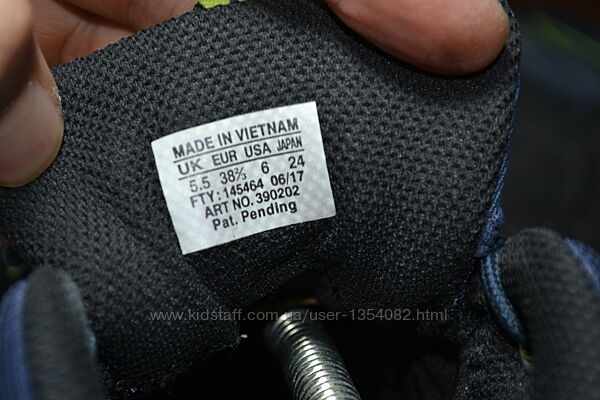 MADE IN VIETNAM
UK EUR USA JAPAN
5.5 38⅔ 6 24
FTY: 145464 06/17
ART NO. 390202
Pat. Pending
www.kidstaff.com.ua/user-1354082.html